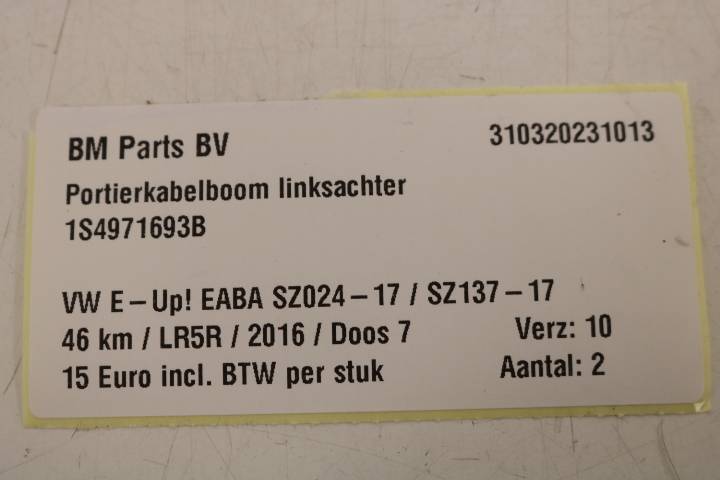 BM Parts BV 310320231013
Portierkabelboom linksachter
1S4971693B
VW E-Up! EABA SZ024-17 / SZ137-17
46 km / LR5R / 2016 / Doos 7 Verz: 10
15 Euro incl. BTW per stuk Aantal: 2